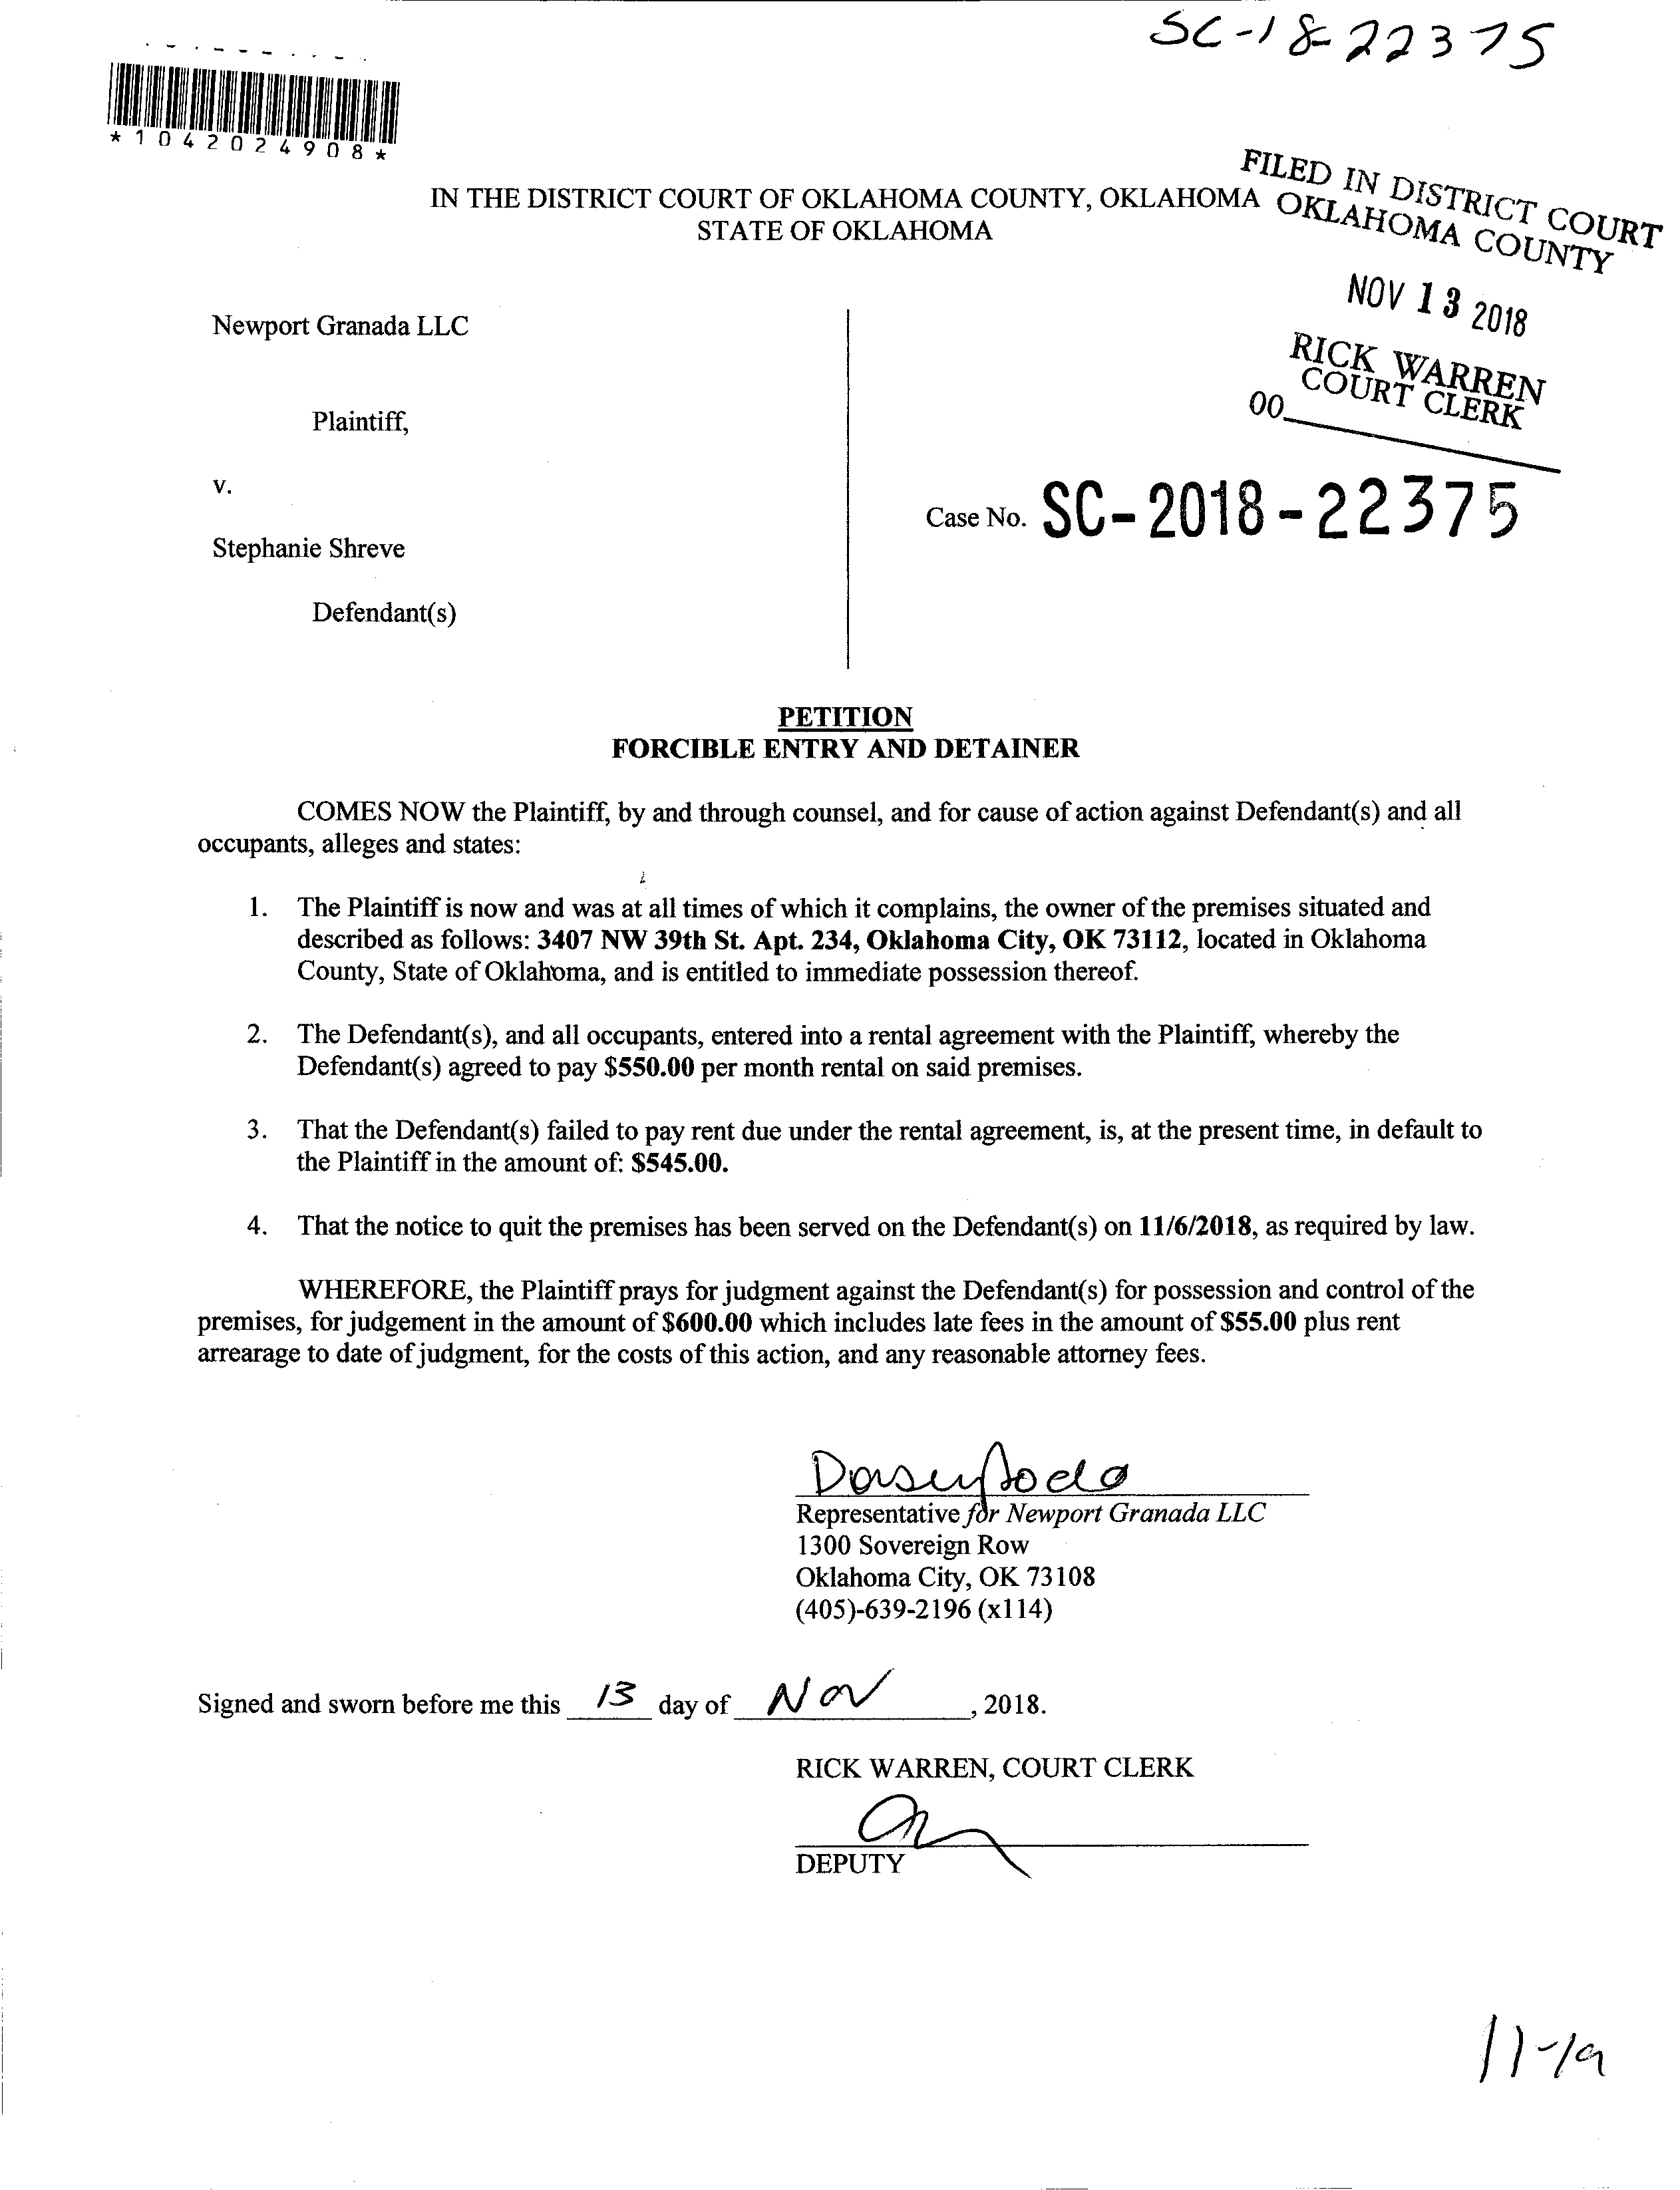 SC-18-22375
*1042024908*
FILED IN DISTRICT COURT
OKLAHOMA COUNTY
IN THE DISTRICT COURT OF OKLAHOMA COUNTY, OKLAHOMA
STATE OF OKLAHOMA
NOV 13 2018
RICK WARREN
COURT CLERK
00
Newport Granada LLC
Plaintiff,
v.
Case No. SC-2018-22375
Stephanie Shreve
Defendant(s)
PETITION
FORCIBLE ENTRY AND DETAINER
COMES NOW the Plaintiff, by and through counsel, and for cause of action against Defendant(s) and all
occupants, alleges and states:
1. The Plaintiff is now and was at all times of which it complains, the owner of the premises situated and
described as follows: 3407 NW 39th St. Apt. 234, Oklahoma City, OK 73112, located in Oklahoma
County, State of Oklahoma, and is entitled to immediate possession thereof.
2. The Defendant(s), and all occupants, entered into a rental agreement with the Plaintiff, whereby the
Defendant(s) agreed to pay $550.00 per month rental on said premises.
3. That the Defendant(s) failed to pay rent due under the rental agreement, is, at the present time, in default to
the Plaintiff in the amount of: $545.00.
4. That the notice to quit the premises has been served on the Defendant(s) on 11/6/2018, as required by law.
WHEREFORE, the Plaintiff prays for judgment against the Defendant(s) for possession and control of the
premises, for judgement in the amount of $600.00 which includes late fees in the amount of $55.00 plus rent
arrearage to date of judgment, for the costs of this action, and any reasonable attorney fees.
Representative for Newport Granada LLC
1300 Sovereign Row
Oklahoma City, OK 73108
(405)-639-2196 (x114)
Signed and sworn before me this 13 day of Nov, 2018.
RICK WARREN, COURT CLERK
DEPUTY
11-19